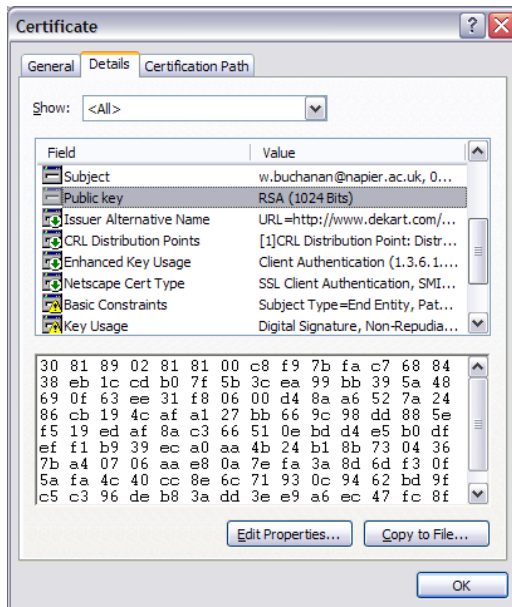 Certificate
General Details Certification Path
Show: <All>
Field Value
Subject w.buchanan@napier.ac.uk, 0...
Public key RSA (1024 Bits)
Issuer Alternative Name URL=http://www.dekart.com/...
CRL Distribution Points [1]CRL Distribution Point: Distr...
Enhanced Key Usage Client Authentication (1.3.6.1....
Netscape Cert Type SSL Client Authentication, SMI...
Basic Constraints Subject Type=End Entity, Pat...
Key Usage Digital Signature, Non-Repudia...
30 81 89 02 81 81 00 c8 f9 7b fa c7 68 84
38 eb 1c cd b0 7f 5b 3c ea 99 bb 39 5a 48
69 0f 63 ee 31 f8 06 00 d4 8a a6 52 7a 24
86 cb 19 4c af a1 27 bb 66 9c 98 dd 88 5e
f5 19 ed af 8a c3 66 51 0e bd d4 e5 b0 df
ef f1 b9 39 ec a0 aa 4b 24 b1 8b 73 04 36
7b a4 07 06 aa e8 0a 7e fa 3a 8d 6d f3 0f
5a fa 4c 40 cc 8e 6c 71 93 0c 94 62 bd 9f
c5 c3 96 de b8 3a dd 3e e9 a6 ec 47 fc 8f
Edit Properties... Copy to File...
OK